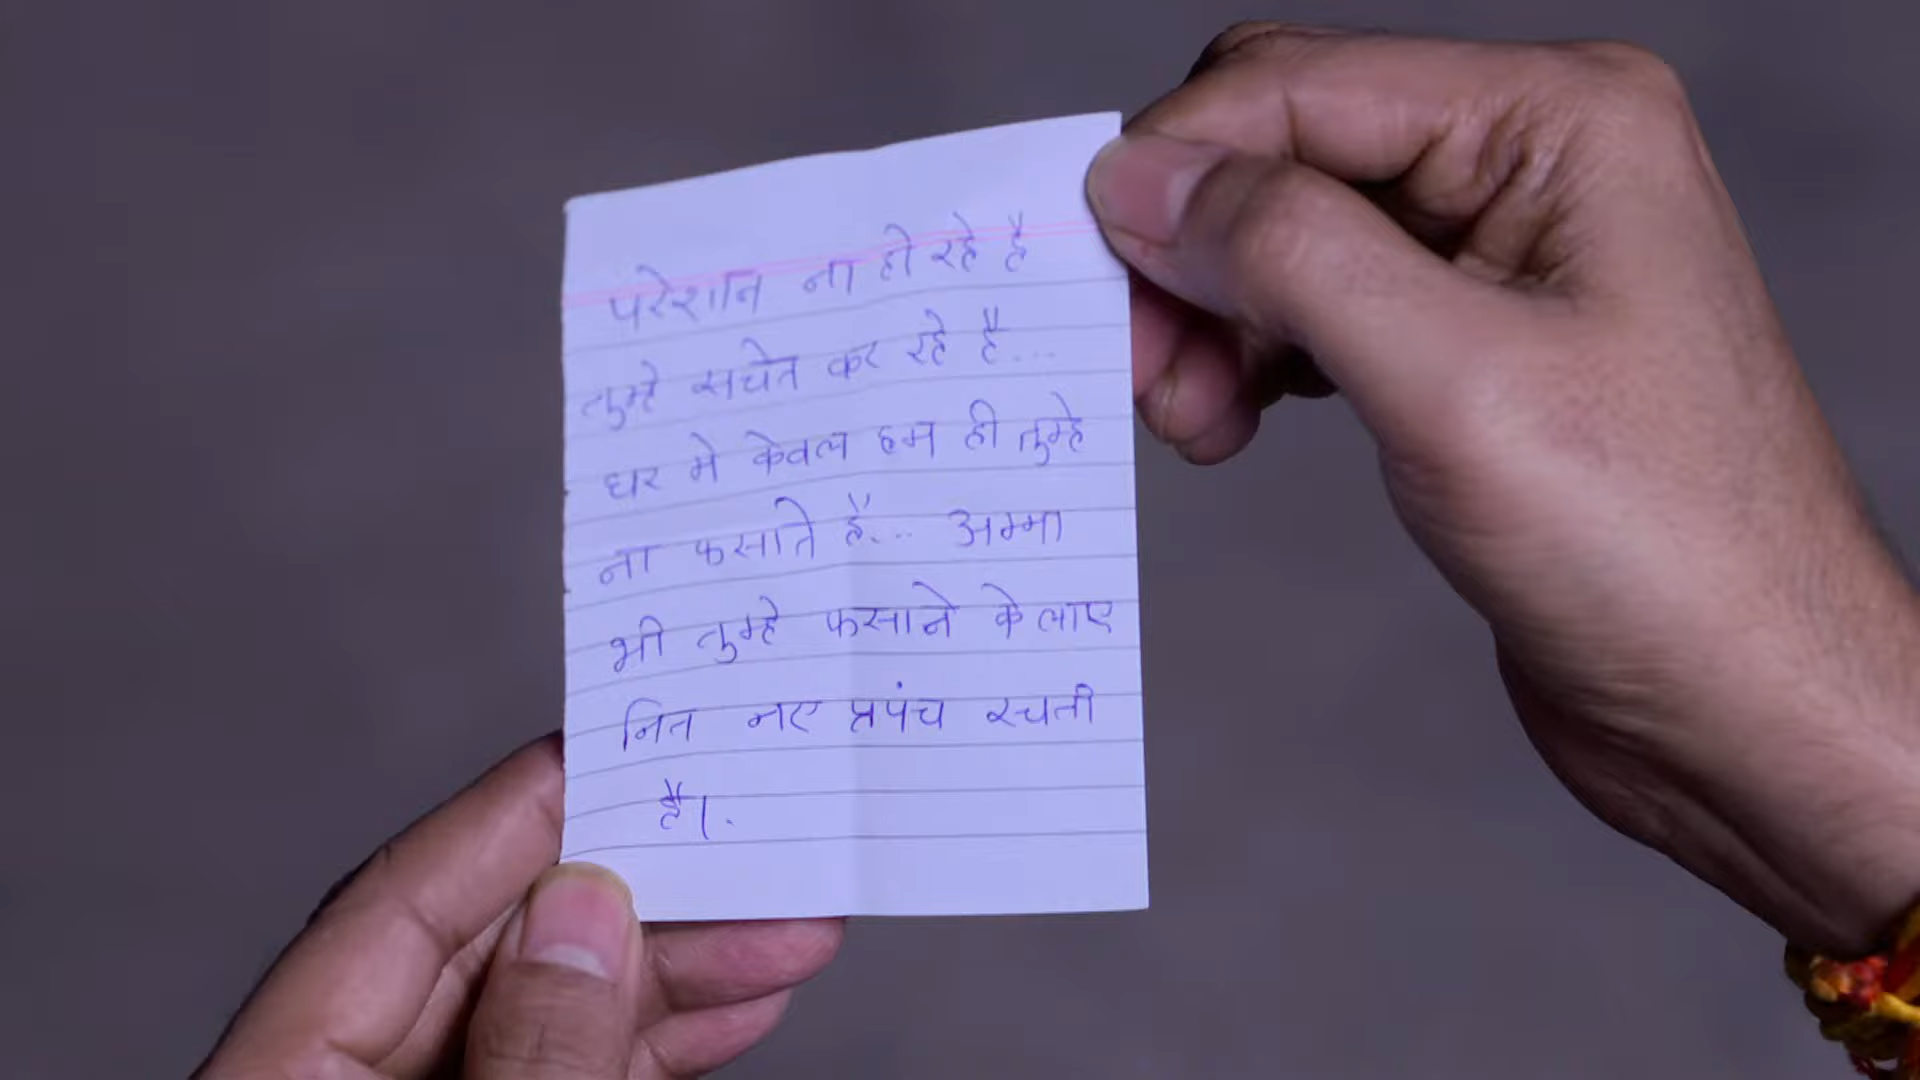 परेशान ना हो रहे है
तुम्हे सचेत कर रहे है...
घर मे केवल हम ही तुम्हे
ना फसाते है... अम्मा
भी तुम्हे फसाने के लाए
नित नए प्रपंच रचती
है।.